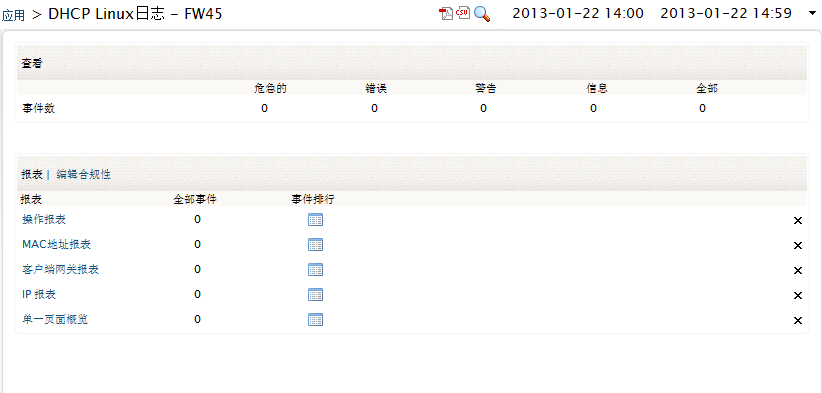 应用 > DHCP Linux日志 - FW45 CSV 2013-01-22 14:00 2013-01-22 14:59
查看
危急的 错误 警告 信息 全部
事件数 0 0 0 0 0
报表 | 编辑合规性
报表 全部事件 事件排行
操作报表 0
MAC地址报表 0
客户端网关报表 0
IP 报表 0
单一页面概览 0